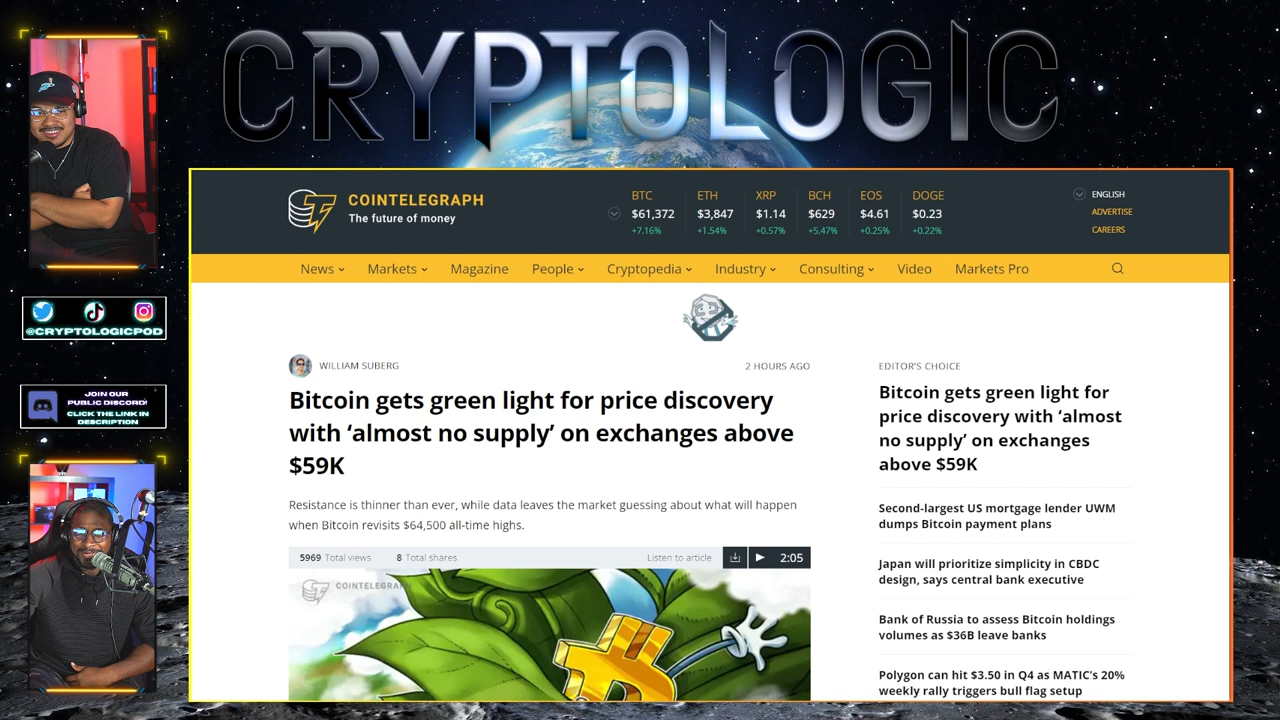 CRYPTOLOGIC
@CRYPTOLOGICPOD
JOIN OUR
PUBLIC DISCORD!
CLICK THE LINK IN
DESCRIPTION
COINTELEGRAPH
The future of money
BTC ETH XRP BCH EOS DOGE
$61,372 $3,847 $1.14 $629 $4.61 $0.23
+7.16% +1.54% +0.57% +5.47% +0.25% +0.22%
ENGLISH
ADVERTISE
CAREERS
News Markets Magazine People Cryptopedia Industry Consulting Video Markets Pro
WILLIAM SUBERG 2 HOURS AGO
Bitcoin gets green light for price discovery
with ‘almost no supply’ on exchanges above
$59K
Resistance is thinner than ever, while data leaves the market guessing about what will happen
when Bitcoin revisits $64,500 all-time highs.
5969 Total views 8 Total shares Listen to article 2:05
COINTELEGRAPH
EDITOR'S CHOICE
Bitcoin gets green light for
price discovery with ‘almost
no supply’ on exchanges
above $59K
Second-largest US mortgage lender UWM
dumps Bitcoin payment plans
Japan will prioritize simplicity in CBDC
design, says central bank executive
Bank of Russia to assess Bitcoin holdings
volumes as $36B leave banks
Polygon can hit $3.50 in Q4 as MATIC's 20%
weekly rally triggers bull flag setup